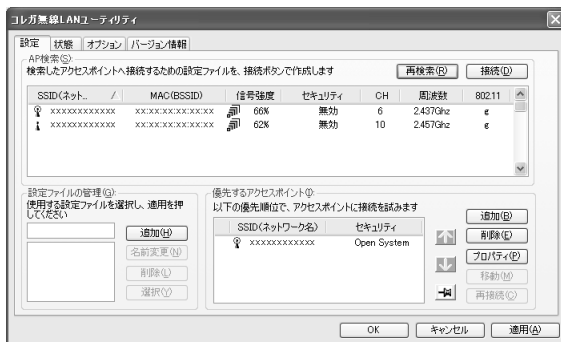 コレガ無線LANユーティリティ
設定 状態 オプション バージョン情報
AP検索(S):
検索したアクセスポイントへ接続するための設定ファイルを、接続ボタンで作成します 再検索(R) 接続(D)
SSID(ネット.. / MAC(BSSID) 信号強度 セキュリティ CH 周波数 802.11
xxxxxxxxxxxx xx:xx:xx:xx:xx:xx 66% 無効 6 2.437Ghz g
xxxxxxxxxxxx xx:xx:xx:xx:xx:xx 62% 無効 10 2.457Ghz g
設定ファイルの管理(G):
使用する設定ファイルを選択し、適用を押
してください
追加(H)
名前変更(N)
削除(L)
選択(Y)
優先するアクセスポイント(I):
以下の優先順位で、アクセスポイントに接続を試みます
SSID(ネットワーク名) セキュリティ
xxxxxxxxxxxx Open System
追加(B)
削除(E)
プロパティ(P)
移動(M)
再接続(C)
OK キャンセル 適用(A)